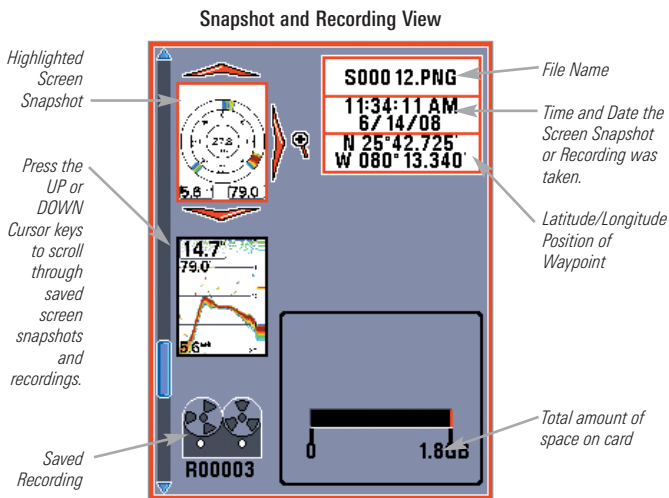 Snapshot and Recording View
Highlighted
Screen
Snapshot
Press the
UP or
DOWN
Cursor keys
to scroll
through
saved
screen
snapshots
and
recordings.
Saved
Recording
27.8
5.6
79.0
14.7
79.0
5.6
R00003
S00012.PNG
11:34:11 AM
6/14/08
N 25°42.725'
W 080°13.340'
0
1.8GB
File Name
Time and Date the
Screen Snapshot
or Recording was
taken.
Latitude/Longitude
Position of
Waypoint
Total amount of
space on card